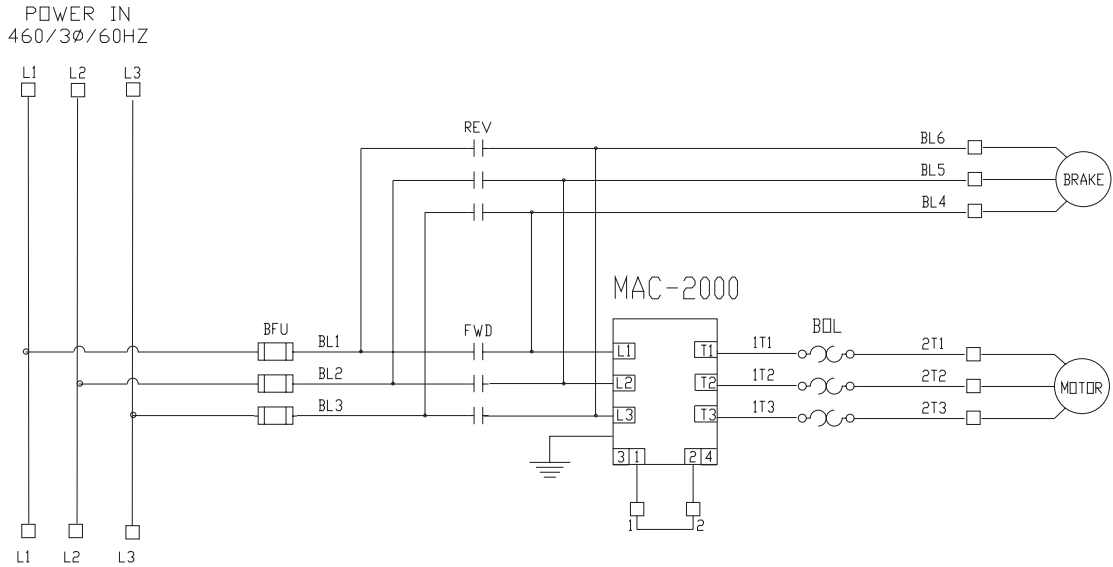 POWER IN
460/3Ø/60HZ
L1 L2 L3
REV
BL6
BL5
BRAKE
BL4
MAC-2000
BFU
BL1
FWD
L1
T1
1T1
BOL
2T1
BL2
L2
T2
1T2
2T2
MOTOR
BL3
L3
T3
1T3
2T3
3 1 2 4
1 2
L1 L2 L3